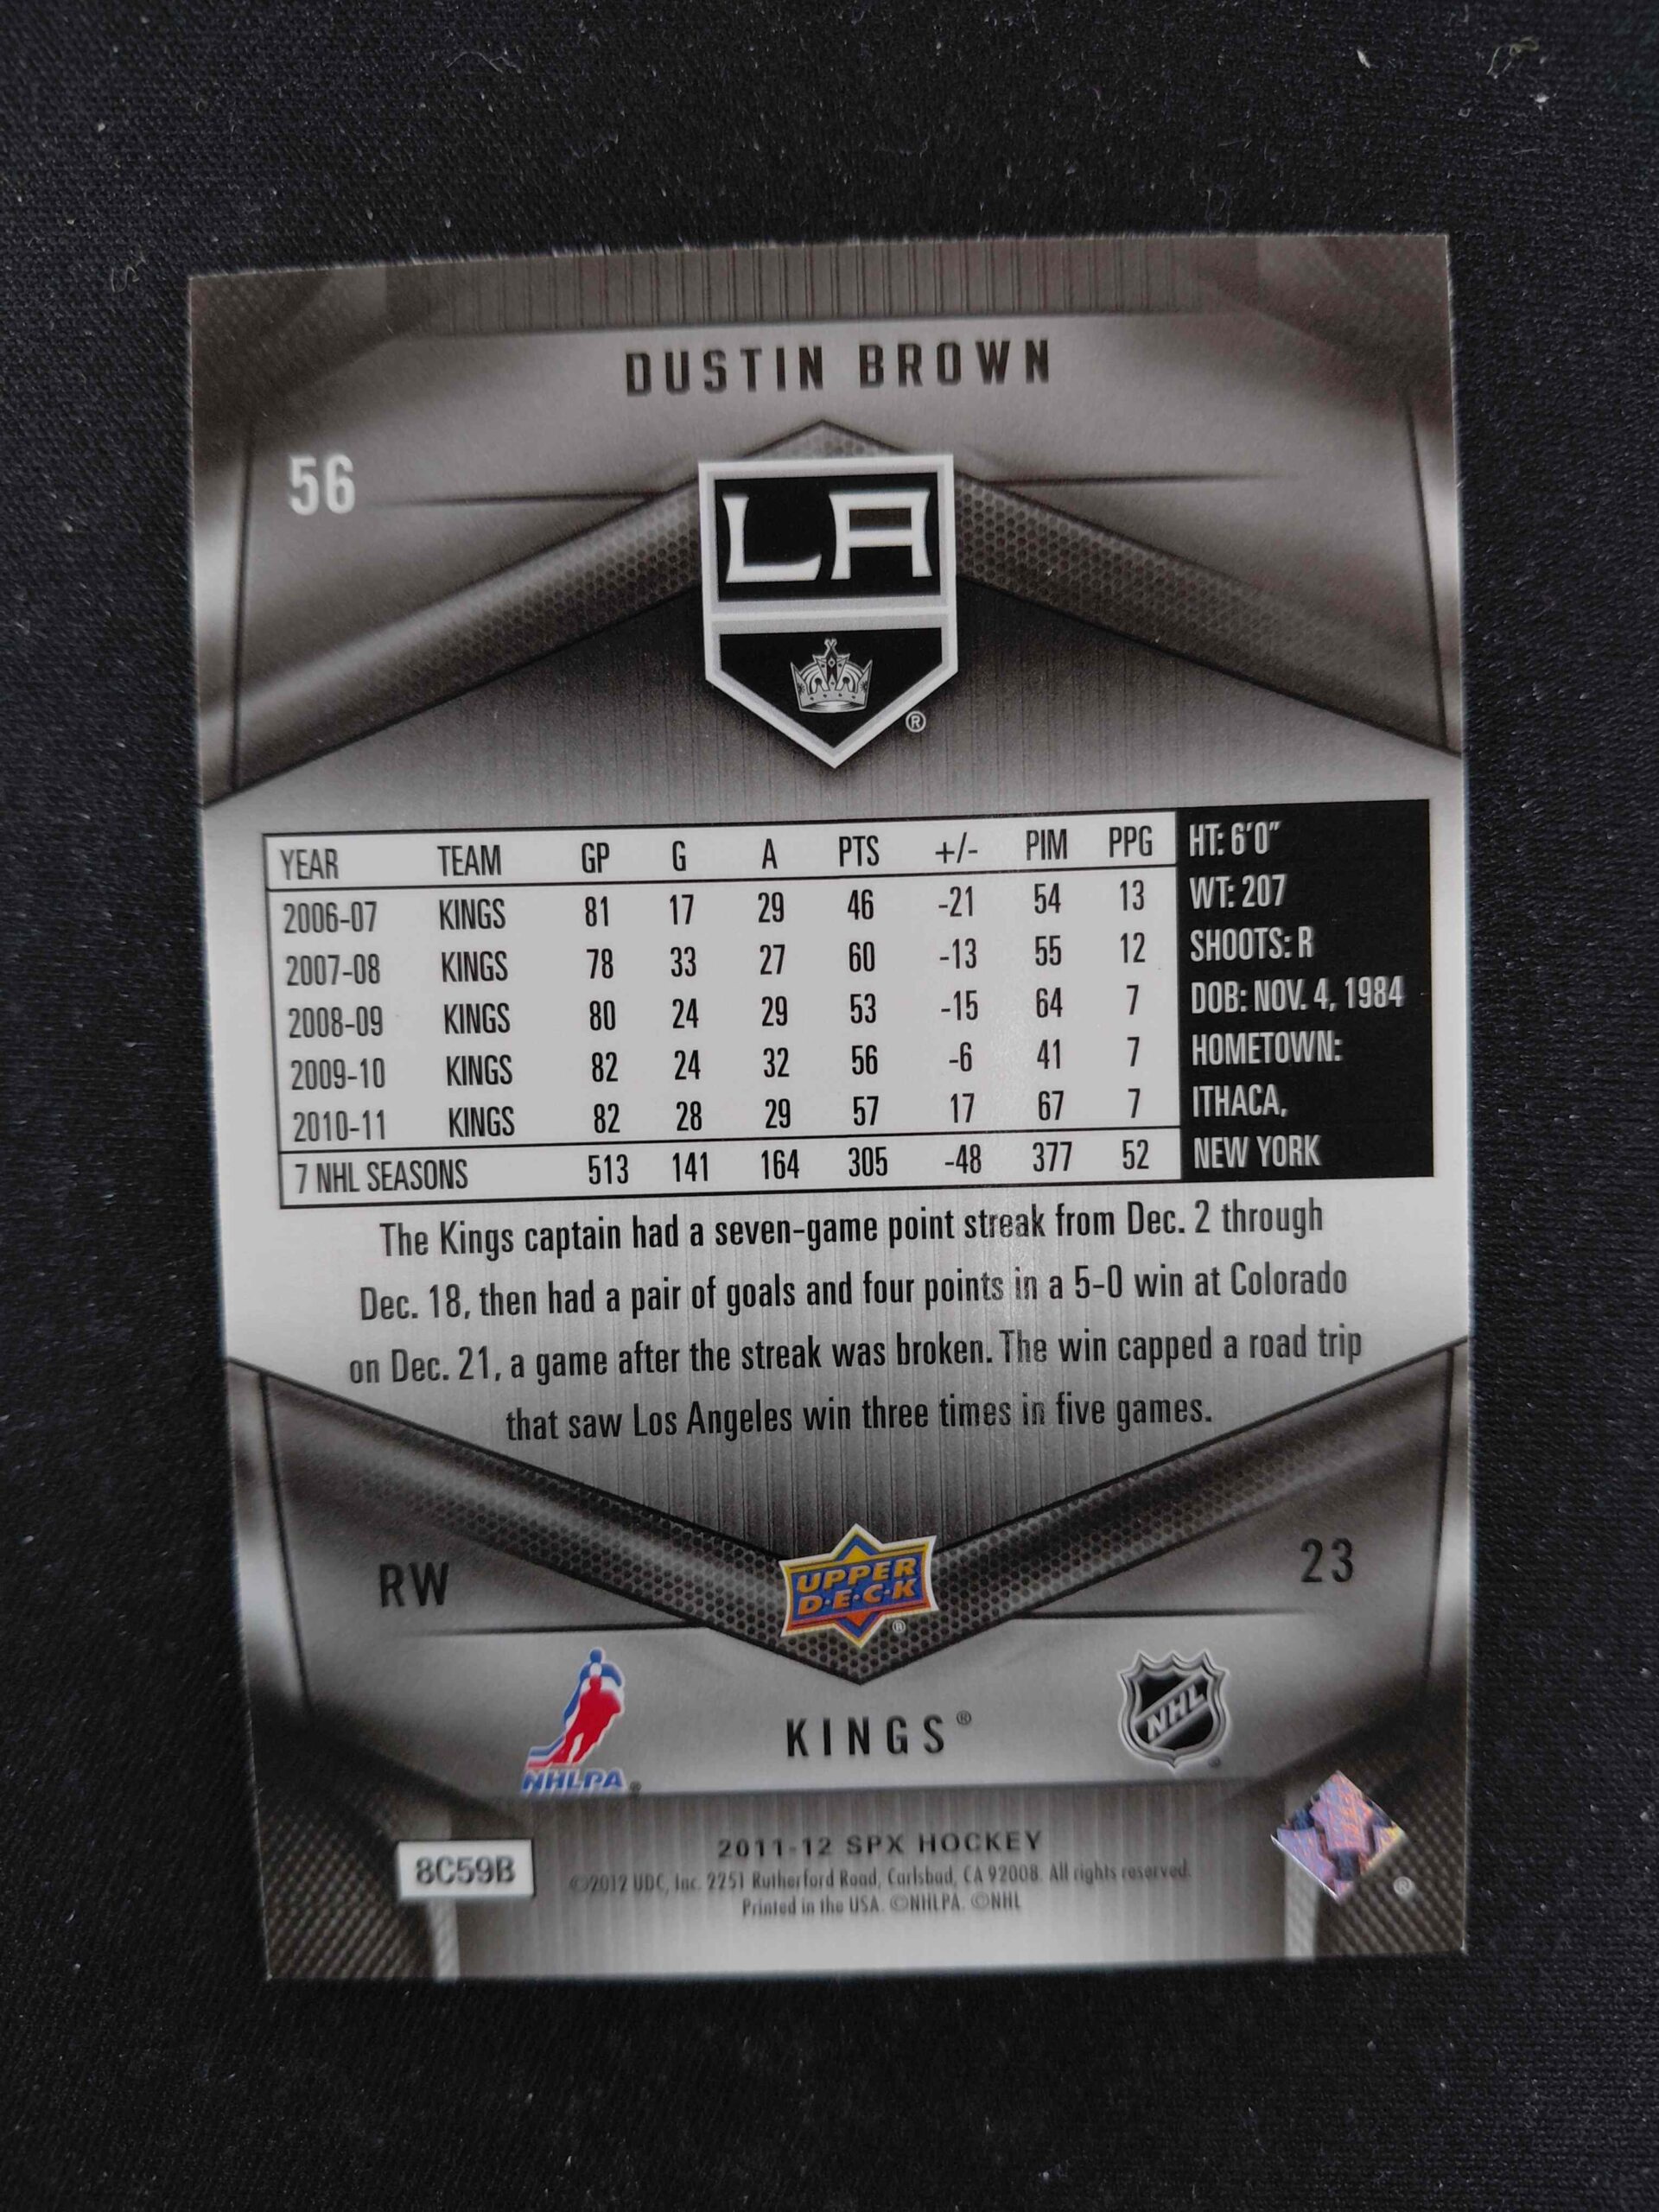 DUSTIN BROWN
56
LA
®
YEAR TEAM GP G A PTS +/- PIM PPG
2006-07 KINGS 81 17 29 46 -21 54 13
2007-08 KINGS 78 33 27 60 -13 55 12
2008-09 KINGS 80 24 29 53 -15 64 7
2009-10 KINGS 82 24 32 56 -6 41 7
2010-11 KINGS 82 28 29 57 17 67 7
7 NHL SEASONS 513 141 164 305 -48 377 52
HT: 6'0"
WT: 207
SHOOTS: R
DOB: NOV. 4, 1984
HOMETOWN:
ITHACA,
NEW YORK
The Kings captain had a seven-game point streak from Dec. 2 through
Dec. 18, then had a pair of goals and four points in a 5-0 win at Colorado
on Dec. 21, a game after the streak was broken. The win capped a road trip
that saw Los Angeles win three times in five games.
RW
UPPER
D·E·C·K
®
23
NHLPA®
KINGS®
NHL
8C59B
2011-12 SPX HOCKEY
©2012 UDC, Inc. 2251 Rutherford Road, Carlsbad, CA 92008. All rights reserved.
Printed in the USA. ©NHLPA. ©NHL
®